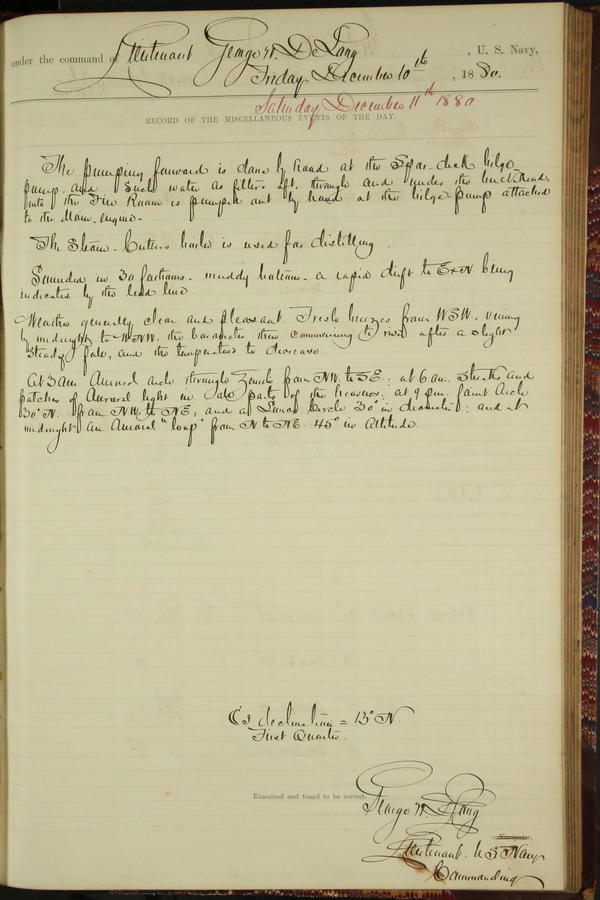 under the command of Lieutenant George W. De Long, U. S. Navy,
Friday December 10th, 1880.
Saturday December 11th 1880
RECORD OF THE MISCELLANEOUS EVENTS OF THE DAY.
The pumping forward is done by hand at the Spar-deck bilge
pump, and such water as filters aft, through and under the bulkhead,
into the Fire Room is pumped out by hand at the bilge pump attached
to the Main-engine.
The Steam-Cutters boiler is used for distilling.
Sounded in 30 fathoms. muddy bottom. a rapid drift to ExN being
indicated by the lead line
Weather generally clear and pleasant. Fresh breezes from WSW. veering
by midnight to WNW. the barometer then commencing to rise after a slight
steady fall, and the temperature to decrease.
At 3 am. Auroral arch through Zenith from NW to SE; at 6 am. streaks and
patches of Auroral light in all parts of the heavens; at 9 pm. faint Arch
30° N. from NW to NE, and a Lunar Circle 30° in diameter; and at
midnight an Auroral "loop" from N to NE. 45° in Altitude.
Cs declination = 13° N
First Quarter.
Examined and found to be correct.
George W. De Long
Navigator.
Lieutenant. U S Navy
Commanding